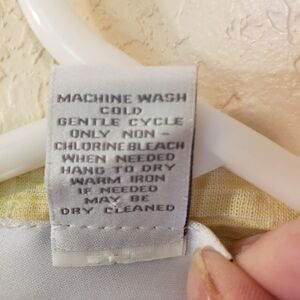 MACHINE WASH
COLD
GENTLE CYCLE
ONLY NON -
CHLORINE BLEACH
WHEN NEEDED
HANG TO DRY
WARM IRON
IF NEEDED
MAY BE
DRY CLEANED